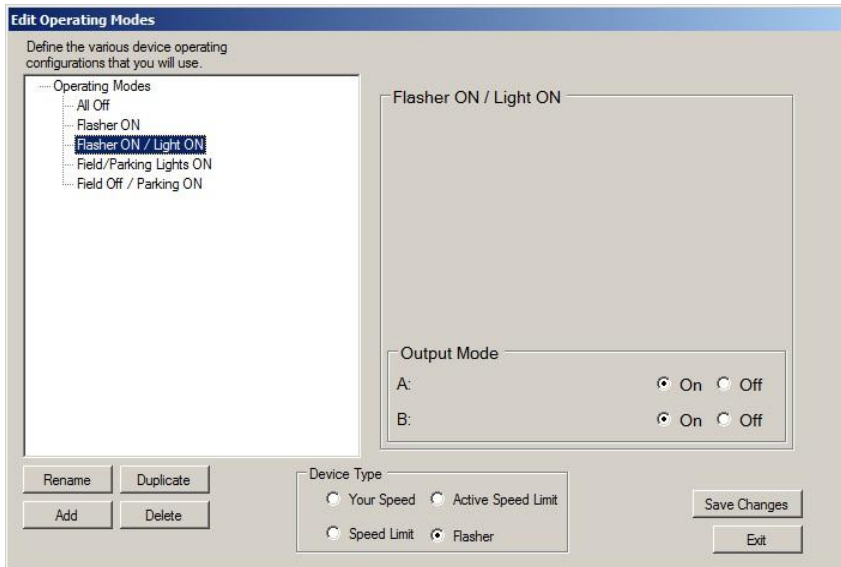 Edit Operating Modes
Define the various device operating
configurations that you will use.
Operating Modes
All Off
Flasher ON
Flasher ON / Light ON
Field/Parking Lights ON
Field Off / Parking ON
Flasher ON / Light ON
Output Mode
A: On Off
B: On Off
Rename Duplicate
Add Delete
Device Type
Your Speed Active Speed Limit
Speed Limit Flasher
Save Changes
Exit